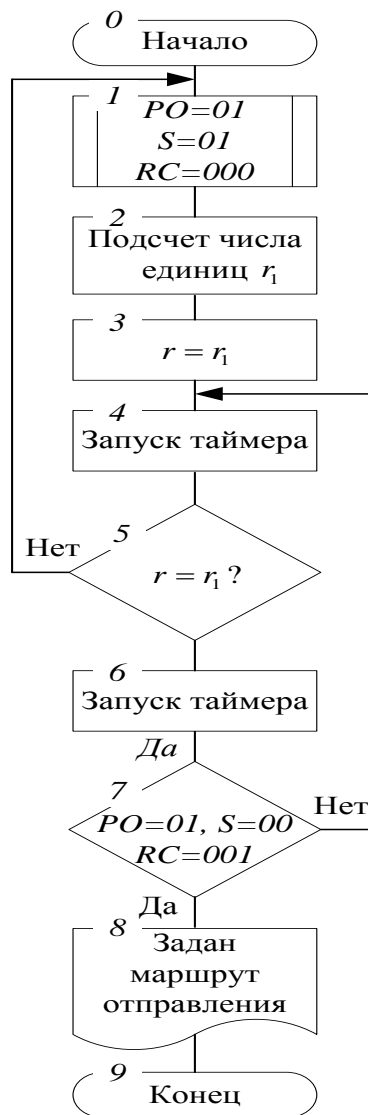 0
Начало
1
PO=01
S=01
RC=000
2
Подсчет числа
единиц r₁
3
r = r₁
4
Запуск таймера
5
Нет
r = r₁ ?
6
Запуск таймера
Да
7
Нет
PO=01, S=00
RC=001
Да
8
Задан
маршрут
отправления
9
Конец